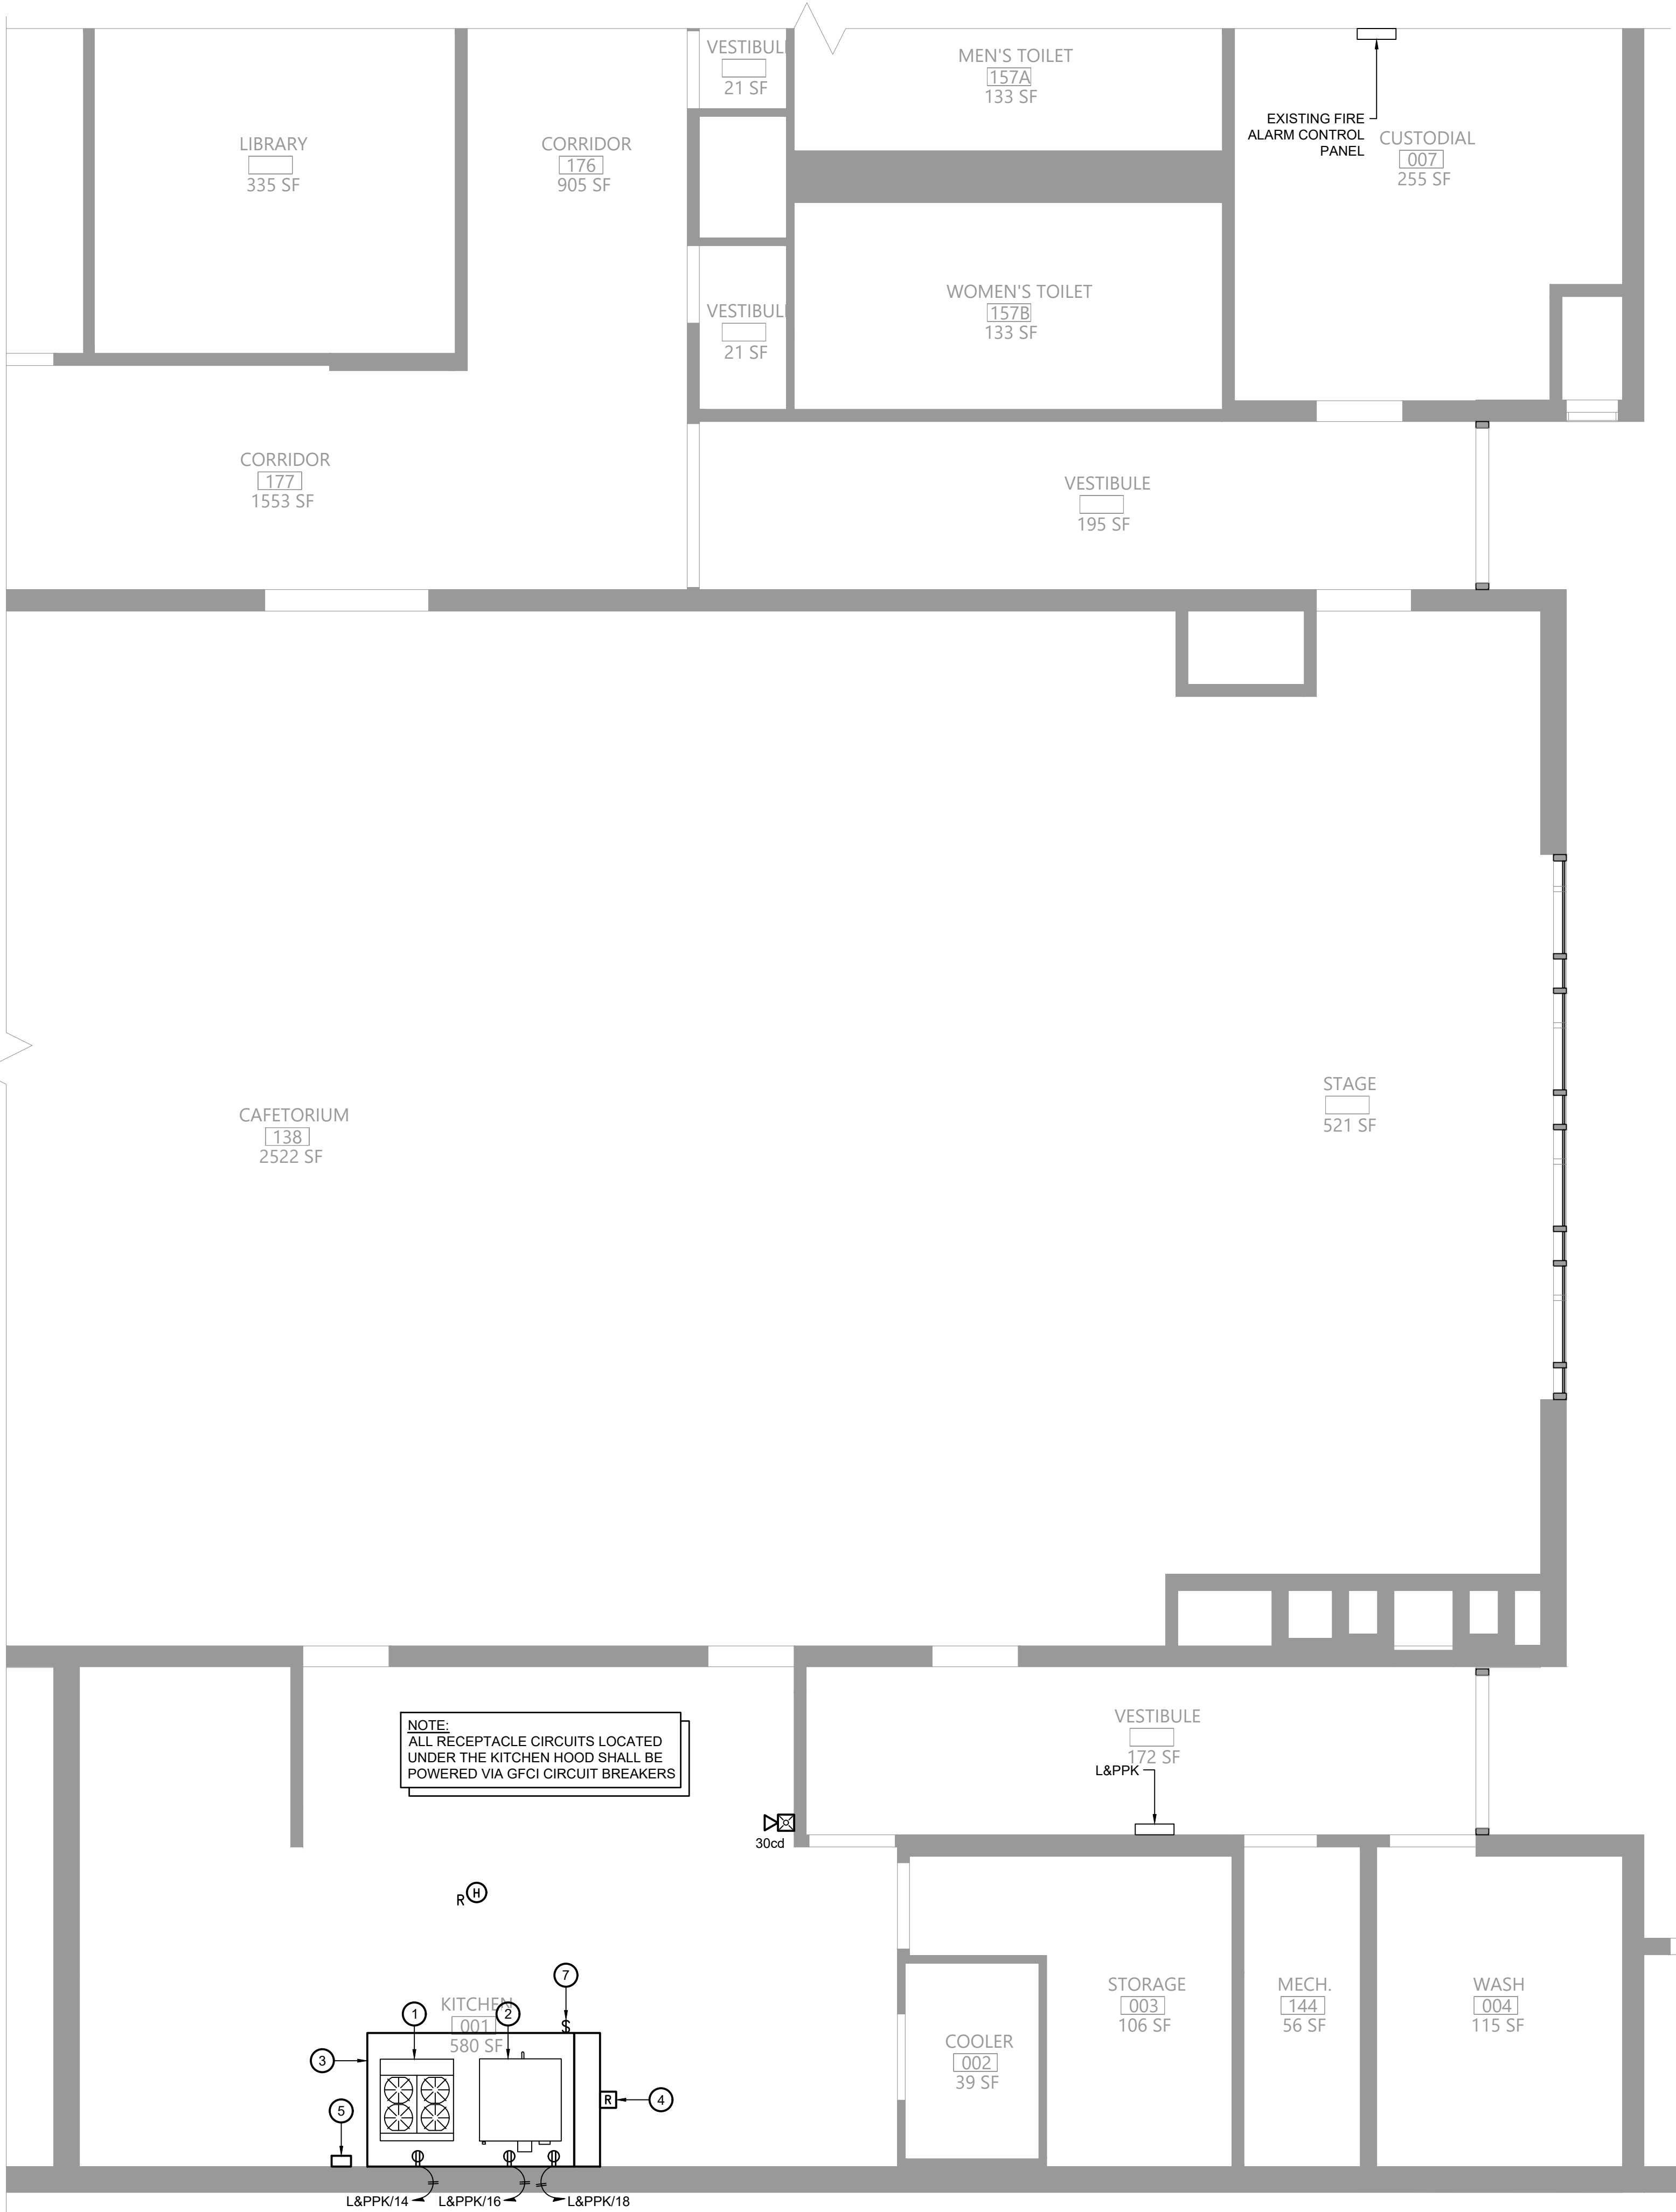 VESTIBUL
21 SF
MEN'S TOILET
157A
133 SF
EXISTING FIRE
ALARM CONTROL
PANEL
CUSTODIAL
007
255 SF
LIBRARY
335 SF
CORRIDOR
176
905 SF
VESTIBUL
21 SF
WOMEN'S TOILET
157B
133 SF
CORRIDOR
177
1553 SF
VESTIBULE
195 SF
CAFETORIUM
138
2522 SF
STAGE
521 SF
NOTE:
ALL RECEPTACLE CIRCUITS LOCATED
UNDER THE KITCHEN HOOD SHALL BE
POWERED VIA GFCI CIRCUIT BREAKERS
VESTIBULE
172 SF
L&PPK
30cd
R H
7
KITCHEN
001
580 SF
1
2
S
3
R
4
5
COOLER
002
39 SF
STORAGE
003
106 SF
MECH.
144
56 SF
WASH
004
115 SF
L&PPK/14
L&PPK/16
L&PPK/18